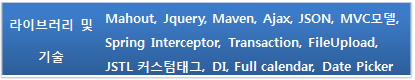 라이브러리 및
기술
Mahout, Jquery, Maven, Ajax, JSON, MVC모델,
Spring Interceptor, Transaction, FileUpload,
JSTL 커스텀태그, DI, Full calendar, Date Picker